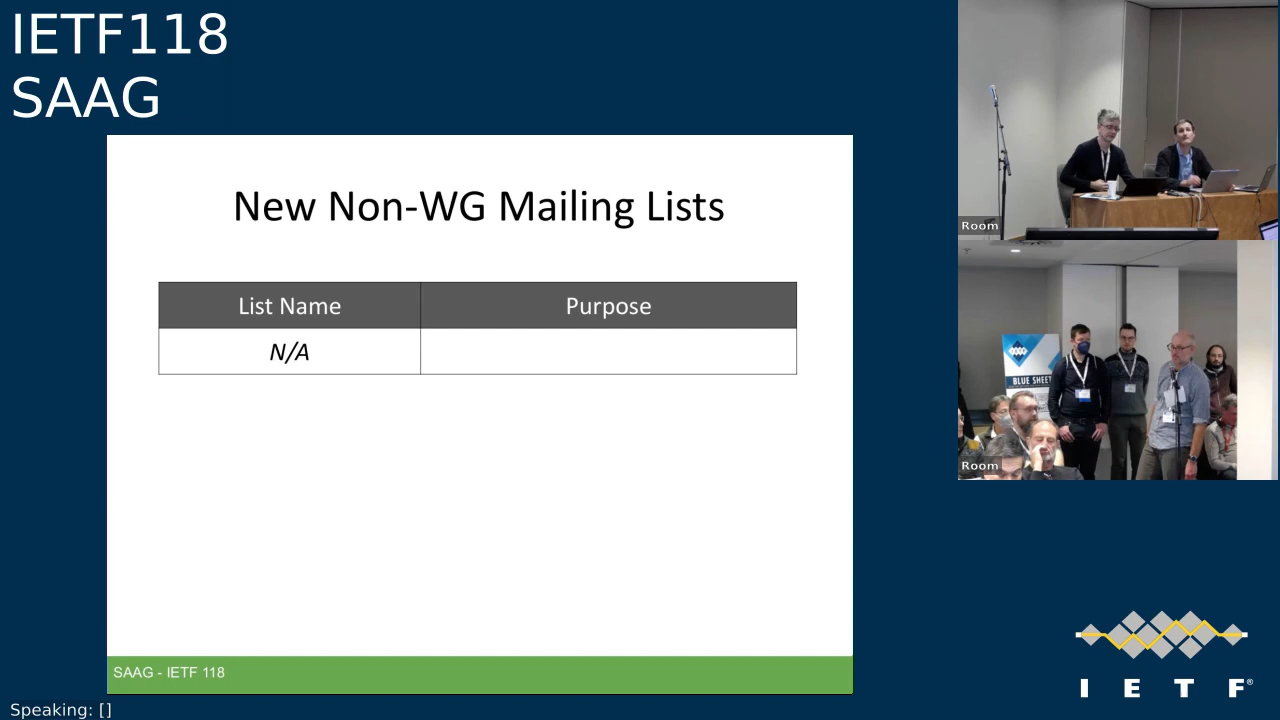 IETF118
SAAG
New Non-WG Mailing Lists
List Name Purpose
N/A
SAAG - IETF 118
Speaking: []
Room
BLUE SHEET
Room
I E T F®